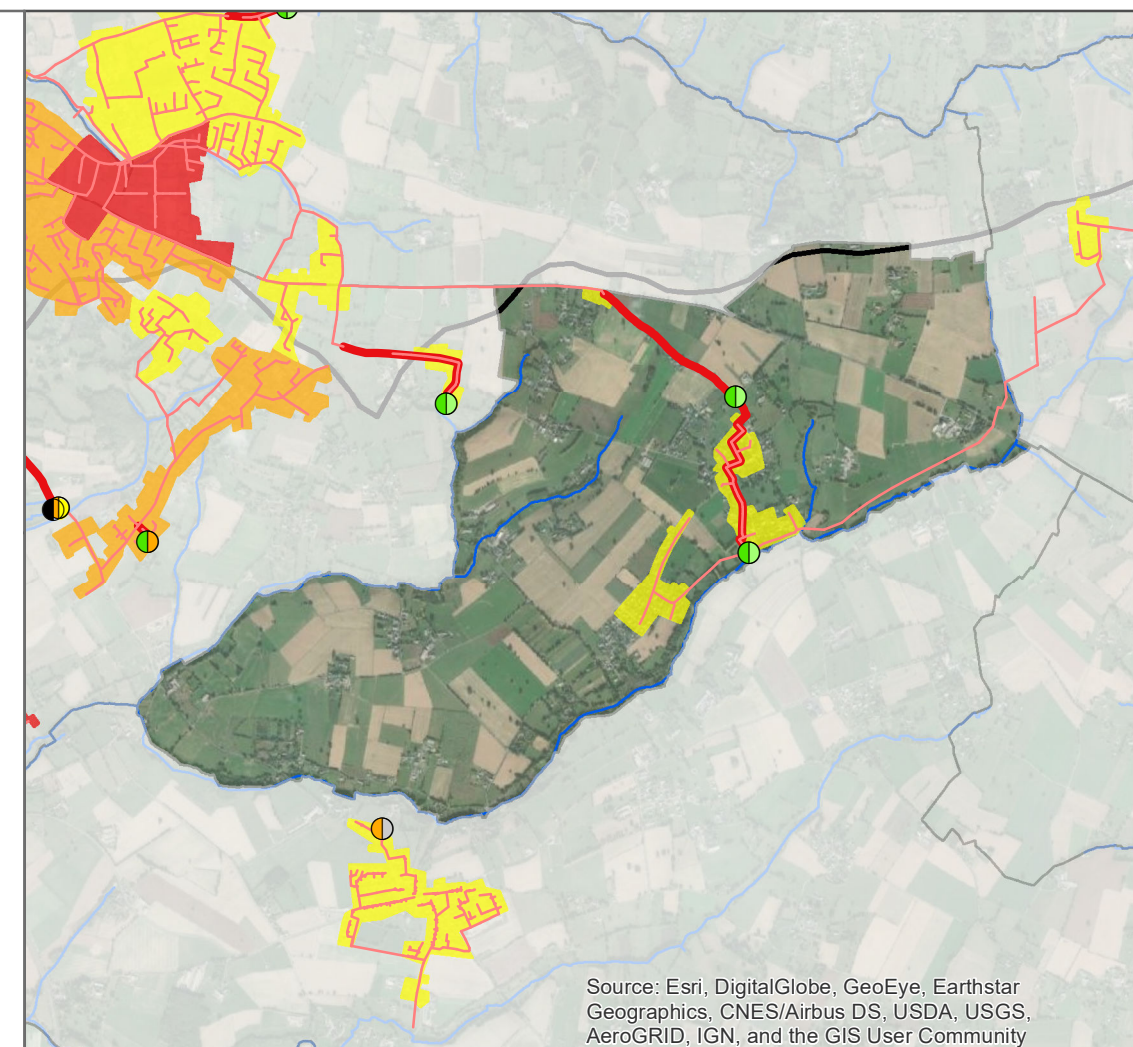 Source: Esri, DigitalGlobe, GeoEye, Earthstar
Geographics, CNES/Airbus DS, USDA, USGS,
AeroGRID, IGN, and the GIS User Community